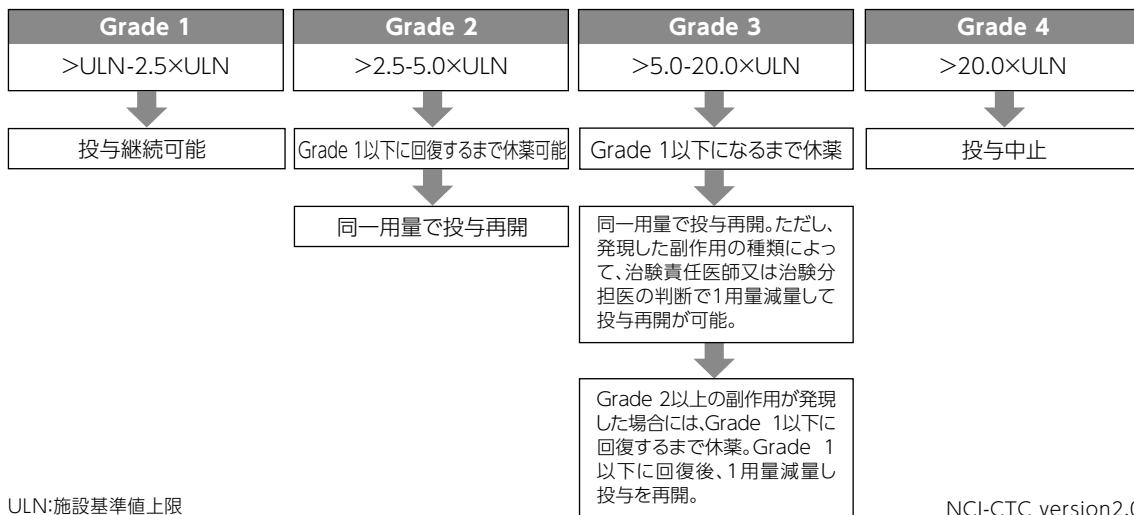 Grade 1
>ULN-2.5×ULN
投与継続可能
Grade 2
>2.5-5.0×ULN
Grade 1以下に回復するまで休薬可能
同一用量で投与再開
Grade 3
>5.0-20.0×ULN
Grade 1以下になるまで休薬
同一用量で投与再開。ただし、
発現した副作用の種類によっ
て、治験責任医師又は治験分
担医の判断で1用量減量して
投与再開が可能。
Grade 2以上の副作用が発現
した場合には、Grade 1以下に
回復するまで休薬。Grade 1
以下に回復後、1用量減量し
投与を再開。
Grade 4
>20.0×ULN
投与中止
ULN:施設基準値上限
NCI-CTC version2.0